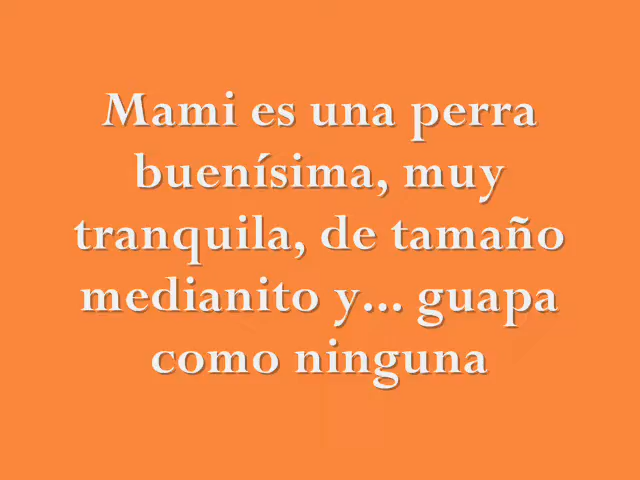 Mami es una perra
buenísima, muy
tranquila, de tamaño
medianito y... guapa
como ninguna